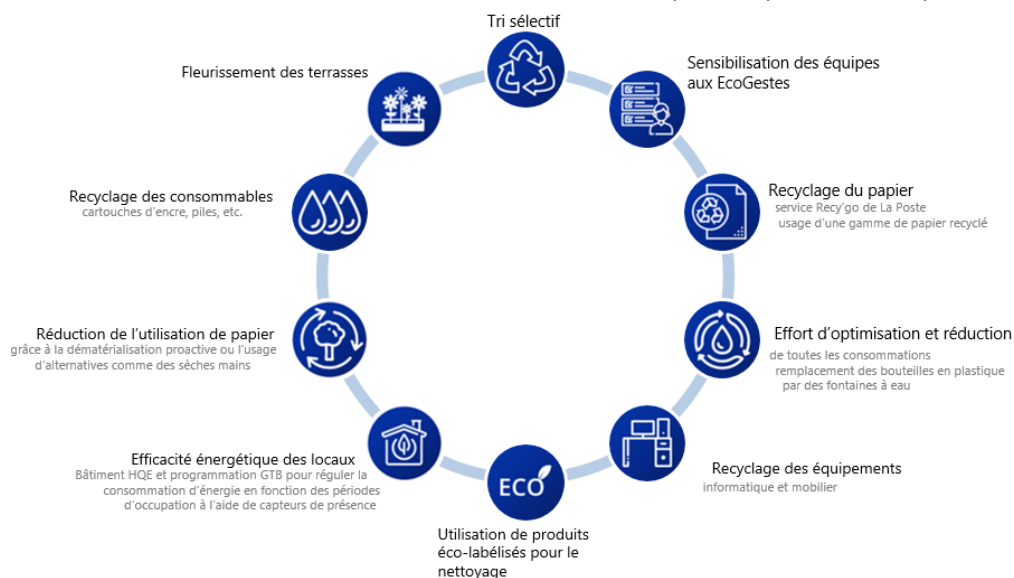 Tri sélectif
Sensibilisation des équipes
aux EcoGestes
Recyclage du papier
service Recy'go de La Poste
usage d'une gamme de papier recyclé
Effort d'optimisation et réduction
de toutes les consommations
remplacement des bouteilles en plastique
par des fontaines à eau
Recyclage des équipements
informatique et mobilier
ECO
Utilisation de produits
éco-labélisés pour le
nettoyage
Efficacité énergétique des locaux
Bâtiment HQE et programmation GTB pour réguler la
consommation d'énergie en fonction des périodes
d'occupation à l'aide de capteurs de présence
Réduction de l'utilisation de papier
grâce à la dématérialisation proactive ou l'usage
d'alternatives comme des sèches mains
Recyclage des consommables
cartouches d'encre, piles, etc.
Fleurissement des terrasses